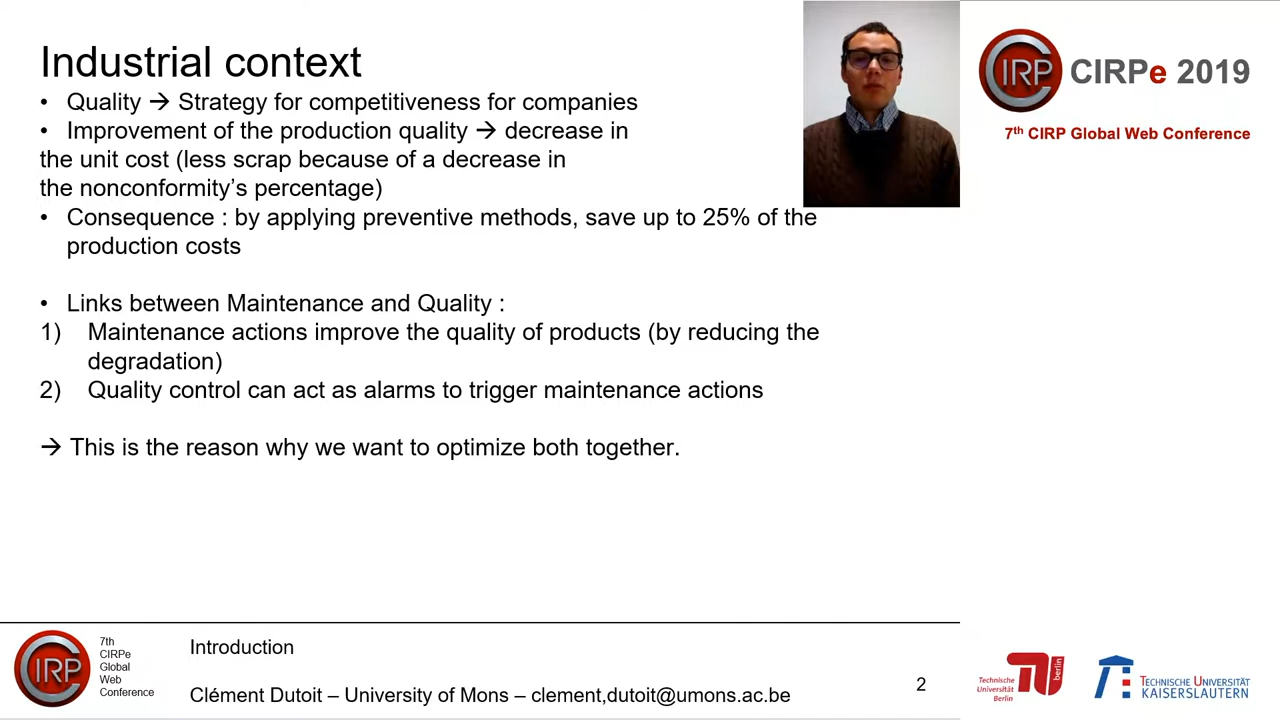 Industrial context
• Quality → Strategy for competitiveness for companies
• Improvement of the production quality → decrease in
the unit cost (less scrap because of a decrease in
the nonconformity’s percentage)
• Consequence : by applying preventive methods, save up to 25% of the
production costs
• Links between Maintenance and Quality :
1) Maintenance actions improve the quality of products (by reducing the
degradation)
2) Quality control can act as alarms to trigger maintenance actions
→ This is the reason why we want to optimize both together.
CIRP
CIRPe 2019
7th CIRP Global Web Conference
CIRP
7th
CIRPe
Global
Web
Conference
Introduction
Clément Dutoit – University of Mons – clement,dutoit@umons.ac.be
2
Technische
Universität
Berlin
berlin
TECHNISCHE UNIVERSITÄT
KAISERSLAUTERN